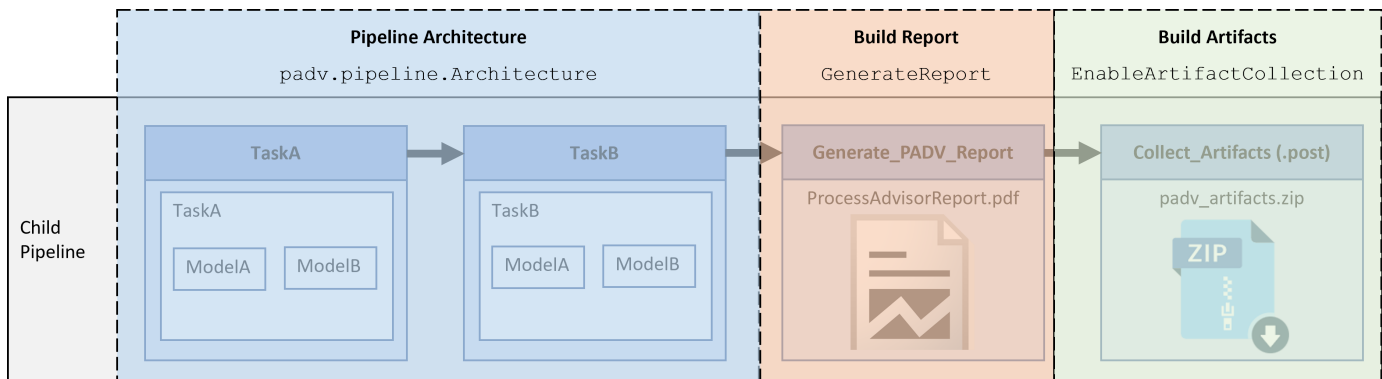 Pipeline Architecture
padv.pipeline.Architecture
Build Report
GenerateReport
Build Artifacts
EnableArtifactCollection
Child
Pipeline
TaskA
TaskA
ModelA
ModelB
TaskB
TaskB
ModelA
ModelB
Generate_PADV_Report
ProcessAdvisorReport.pdf
Collect_Artifacts (.post)
padv_artifacts.zip
ZIP